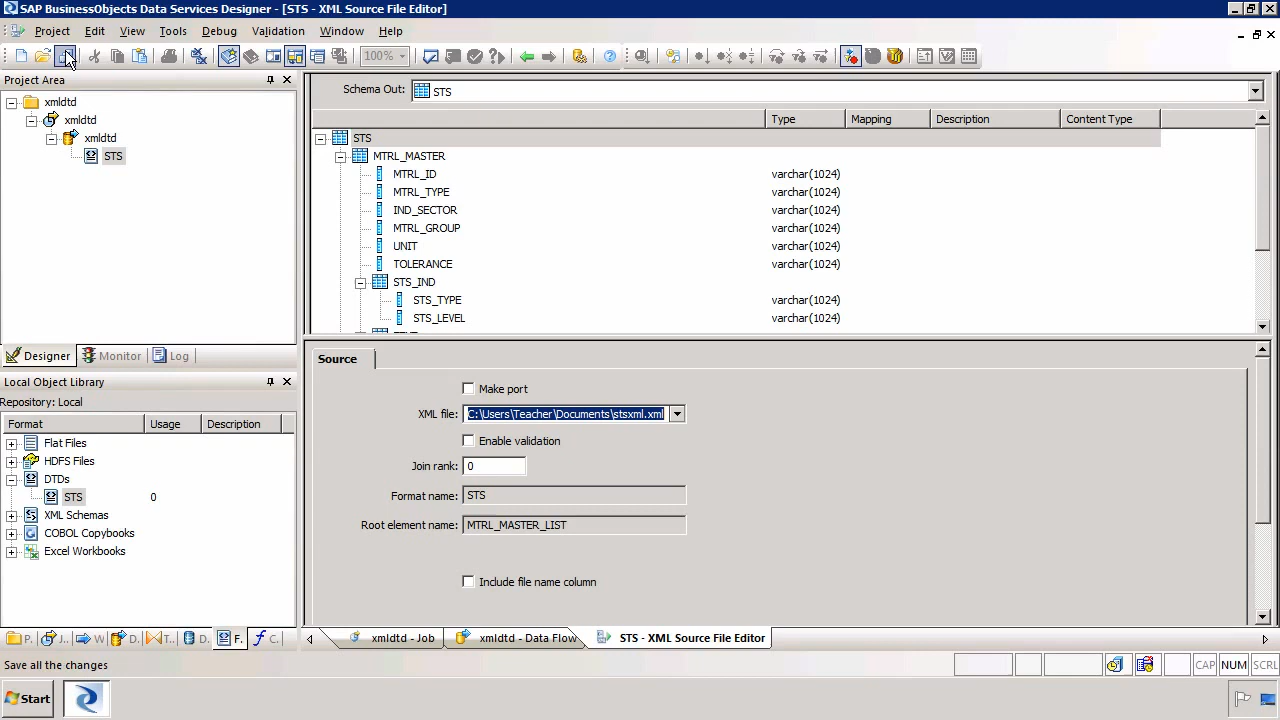 SAP BusinessObjects Data Services Designer - [STS - XML Source File Editor]
Project Edit View Tools Debug Validation Window Help
100%
Project Area
xmldtd
xmldtd
xmldtd
STS
Designer Monitor Log
Local Object Library
Repository: Local
Format Usage Description
Flat Files
HDFS Files
DTDs
STS 0
XML Schemas
COBOL Copybooks
Excel Workbooks
P. J.. W D. T.. D. F. C.
Schema Out: STS
Type Mapping Description Content Type
STS
MTRL_MASTER
MTRL_ID varchar(1024)
MTRL_TYPE varchar(1024)
IND_SECTOR varchar(1024)
MTRL_GROUP varchar(1024)
UNIT varchar(1024)
TOLERANCE varchar(1024)
STS_IND
STS_TYPE varchar(1024)
STS_LEVEL varchar(1024)
Source
Make port
XML file: C:\Users\Teacher\Documents\stsxml.xml
Enable validation
Join rank: 0
Format name: STS
Root element name: MTRL_MASTER_LIST
Include file name column
xmldtd - Job xmldtd - Data Flow STS - XML Source File Editor
Save all the changes
CAP NUM SCRL
Start